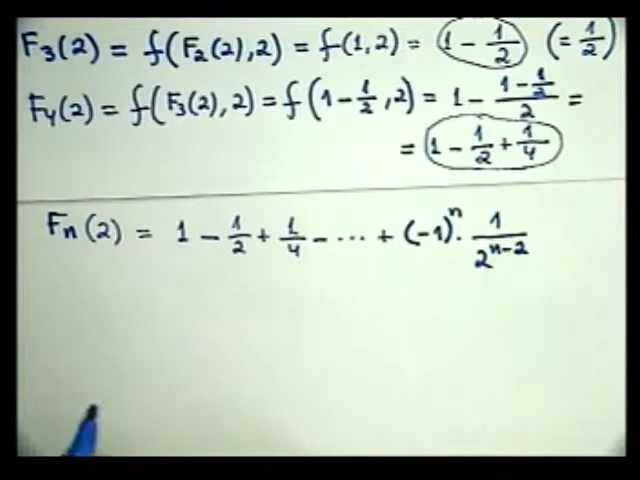 F₃(2) = f(F₂(2),2) = f(1,2) = 1 - 1/2 (= 1/2)
F₄(2) = f(F₃(2),2) = f(1 - 1/2, 2) = 1 - (1 - 1/2)/2 =
= 1 - 1/2 + 1/4
Fₙ(2) = 1 - 1/2 + 1/4 - ... + (-1)ⁿ · 1/2ⁿ⁻²